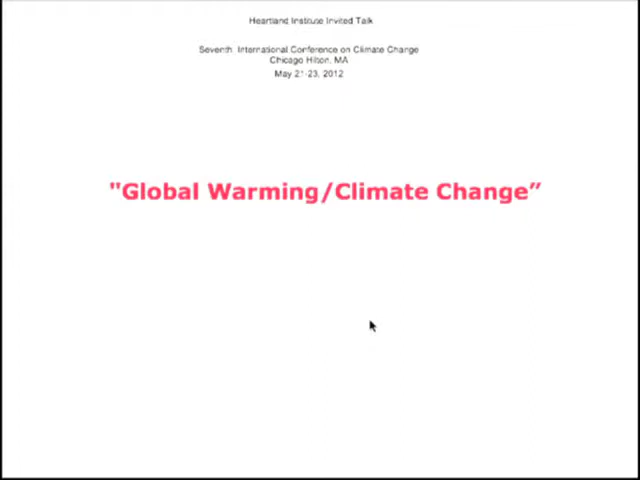 Heartland Institute Invited Talk
Seventh International Conference on Climate Change
Chicago Hilton, MA
May 21-23, 2012
"Global Warming/Climate Change”